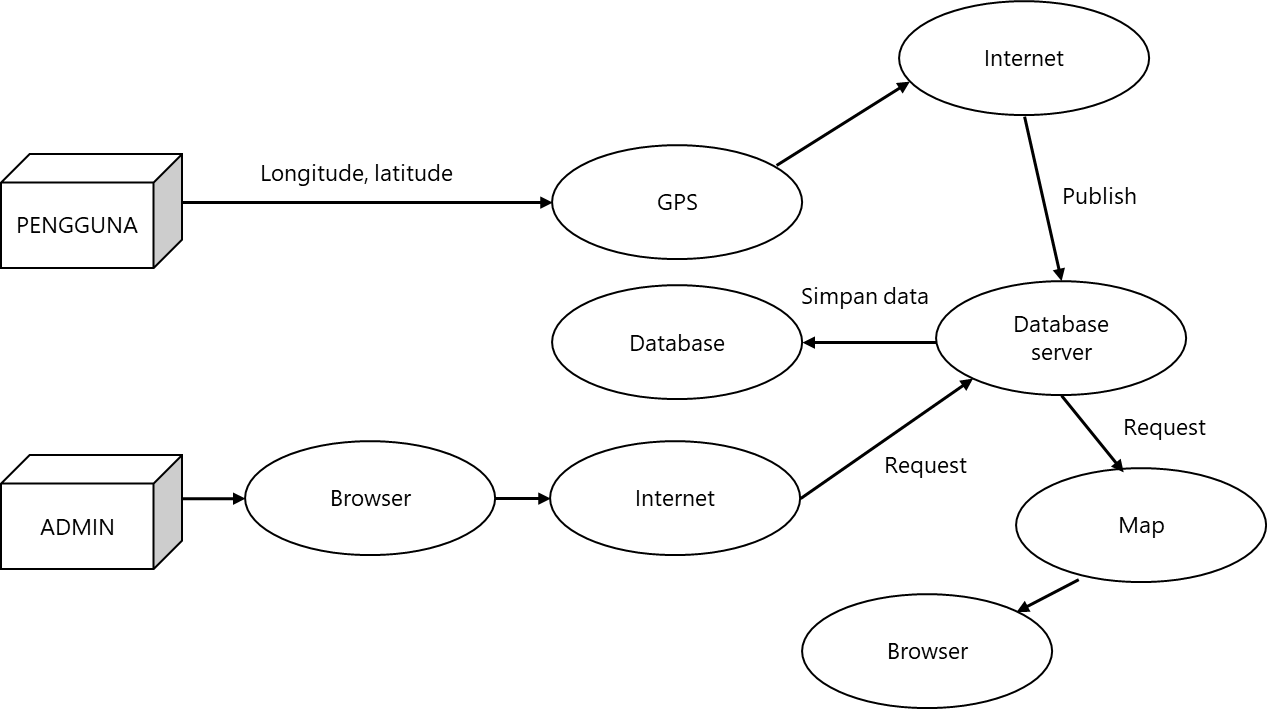 Internet
Longitude, latitude
GPS
Publish
PENGGUNA
Simpan data
Database
Database
server
Request
Request
Browser
Internet
ADMIN
Map
Browser